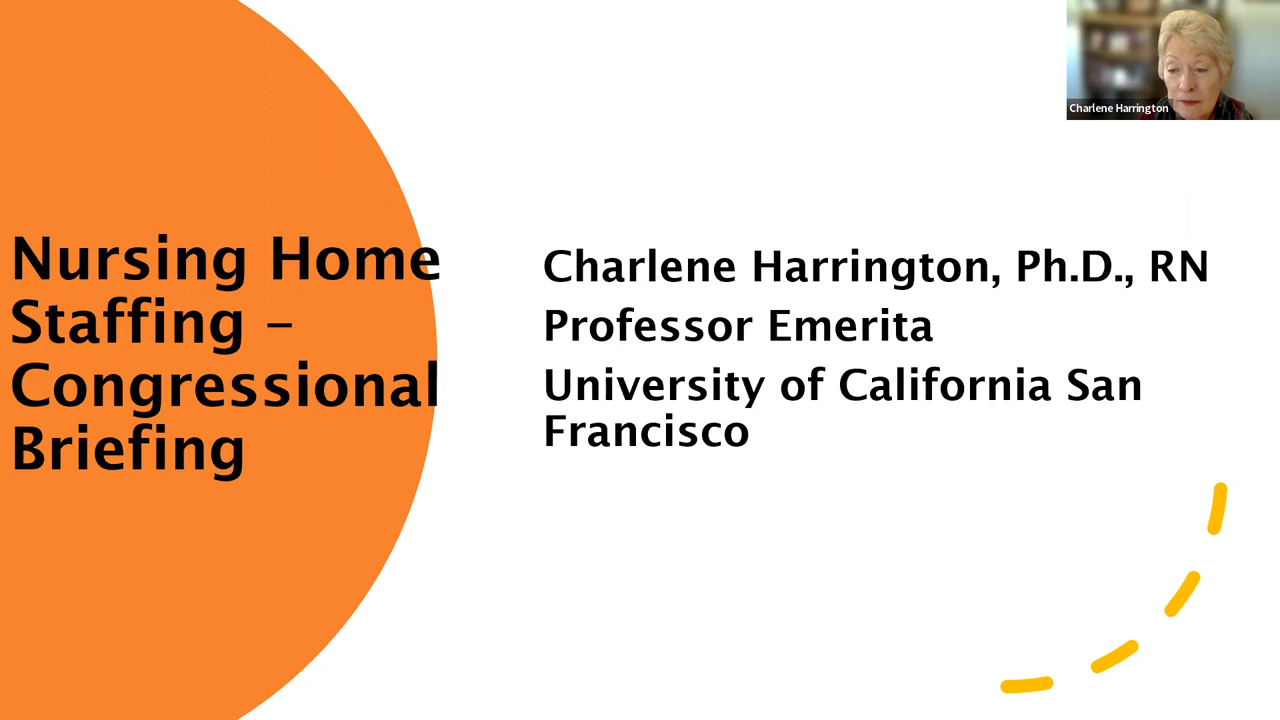 Nursing Home
Staffing –
Congressional
Briefing
Charlene Harrington, Ph.D., RN
Professor Emerita
University of California San
Francisco
Charlene Harrington